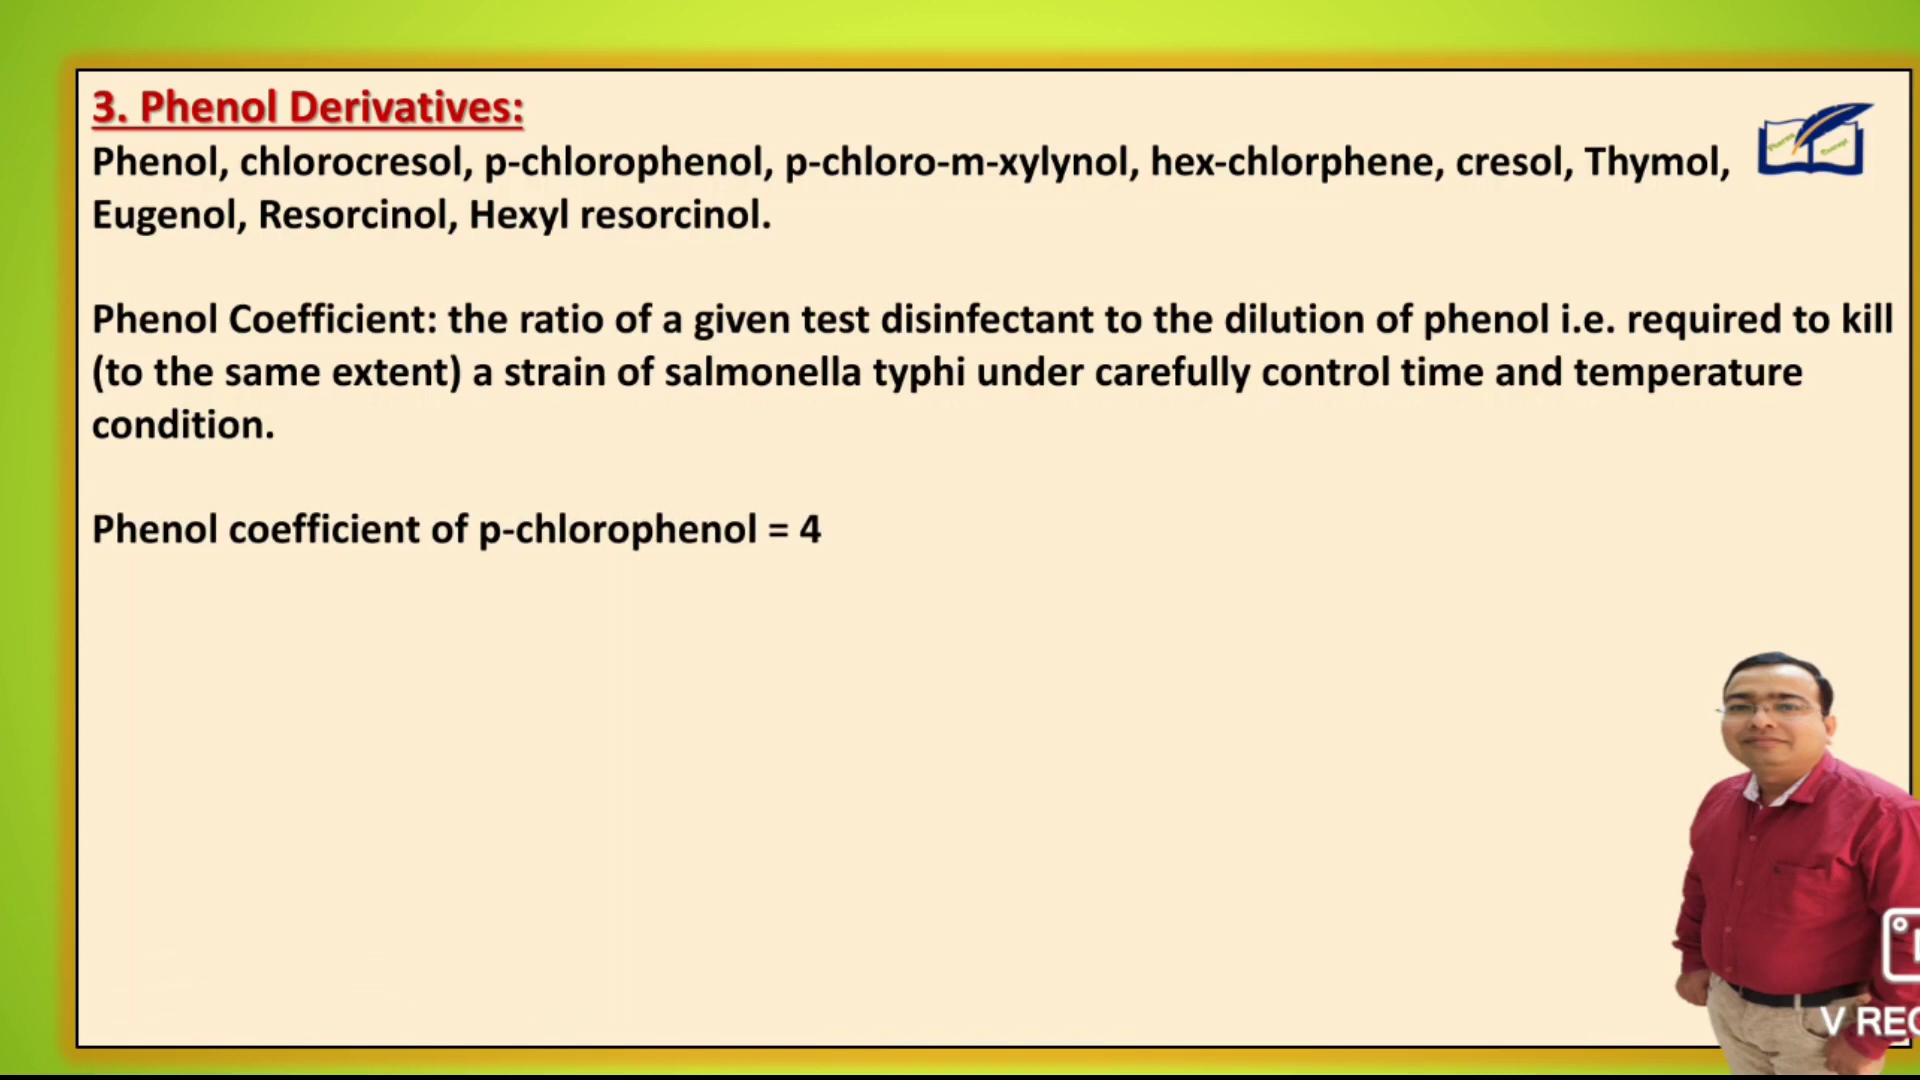 3. Phenol Derivatives:
Phenol, chlorocresol, p-chlorophenol, p-chloro-m-xylynol, hex-chlorphene, cresol, Thymol,
Eugenol, Resorcinol, Hexyl resorcinol.
Phenol Coefficient: the ratio of a given test disinfectant to the dilution of phenol i.e. required to kill
(to the same extent) a strain of salmonella typhi under carefully control time and temperature
condition.
Phenol coefficient of p-chlorophenol = 4
V REC